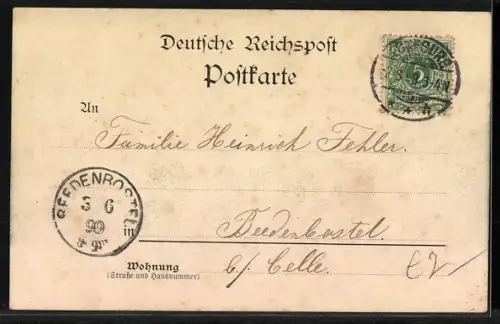 Deutsche Reichspost
Postkarte
An
Familie Heinrich Fehler.
BEEDENBOSTEL
3 6
99
in
Beedenbostel.
b/ Celle.
Wohnung
(Straße und Hausnummer)